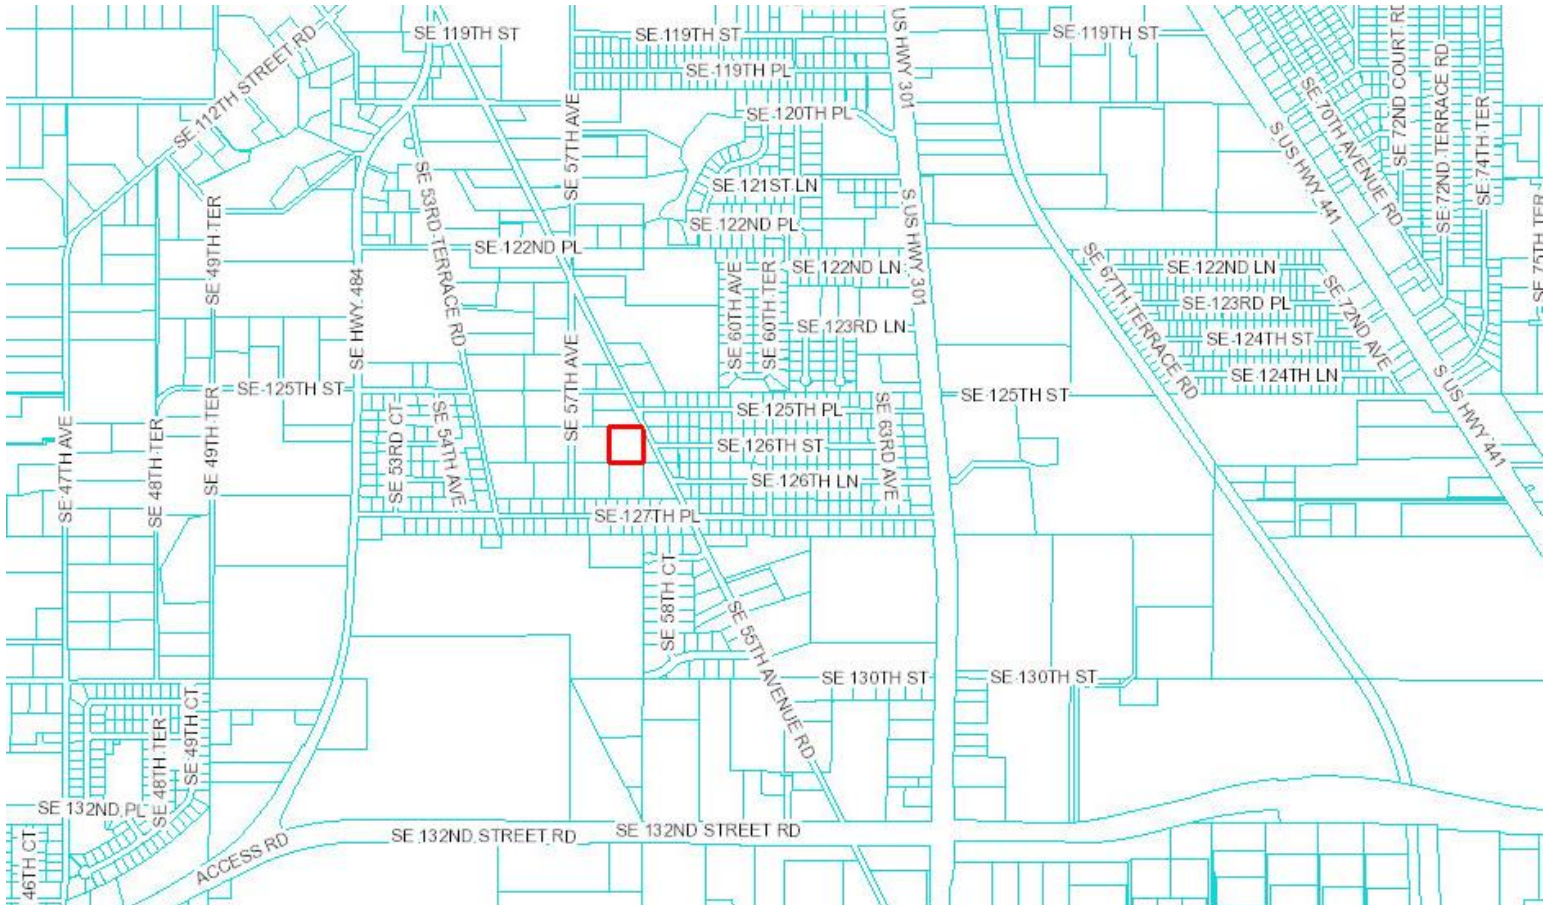 SE 119TH ST
SE 119TH ST
SE 119TH ST
SE 112TH STREET RD
SE 119TH PL
US HWY 301
SE 72ND COURT RD
SE 72ND TERRACE RD
SE 70TH AVENUE RD
SE 74TH TER
SE 57TH AVE
SE 120TH PL
S US HWY 441
SE 53RD TERRACE RD
SE 121ST LN
SE 122ND PL
SE 122ND PL
S US HWY 301
SE 49TH TER
SE 75TH TER
SE HWY 484
SE 60TH AVE
SE 60TH TER
SE 122ND LN
SE 67TH TERRACE RD
SE 122ND LN
SE 123RD PL
SE 72ND AVE
SE 123RD LN
SE 124TH ST
SE 124TH LN
S US HWY 441
SE 125TH ST
SE 57TH AVE
SE 125TH PL
SE 125TH ST
SE 47TH AVE
SE 48TH TER
SE 49TH TER
SE 53RD CT
SE 54TH AVE
SE 126TH ST
SE 63RD AVE
SE 126TH LN
SE 127TH PL
SE 58TH CT
SE 55TH AVENUE RD
SE 130TH ST
SE 130TH ST
SE 48TH TER
SE 49TH CT
SE 132ND PL
46TH CT
ACCESS RD
SE 132ND STREET RD
SE 132ND STREET RD